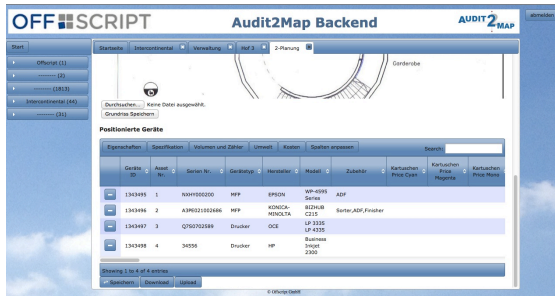 OFF SCRIPT
Audit2Map Backend
AUDIT2MAP
abmelden
Start
Startseite Intercontinental Verwaltung Hof 3 2-Planung
Offscript (1)
-------- (2)
-------- (1813)
Intercontinental (44)
-------- (31)
Garderobe
Durchsuchen... Keine Datei ausgewählt.
Grundriss Speichern
Positionierte Geräte
Eigenschaften Spezifikation Volumen und Zähler Umwelt Kosten Spalten anpassen Search:
Geräte ID Asset Nr. Serien Nr. Gerätetyp Hersteller Modell Zubehör Kartuschen Price Cyan Kartuschen Price Magenta Kartuschen Price Mono
1343495 1 NXHY000200 MFP EPSON WP-4595 Series ADF
1343496 2 A3PE021002686 MFP KONICA-MINOLTA BIZHUB C215 Sorter,ADF,Finisher
1343497 3 Q7S0702589 Drucker OCE LP 3335 LP 4335
1343498 4 34556 Drucker HP Business Inkjet 2300
Showing 1 to 4 of 4 entries
Speichern Download Upload
© Offscript GmbH